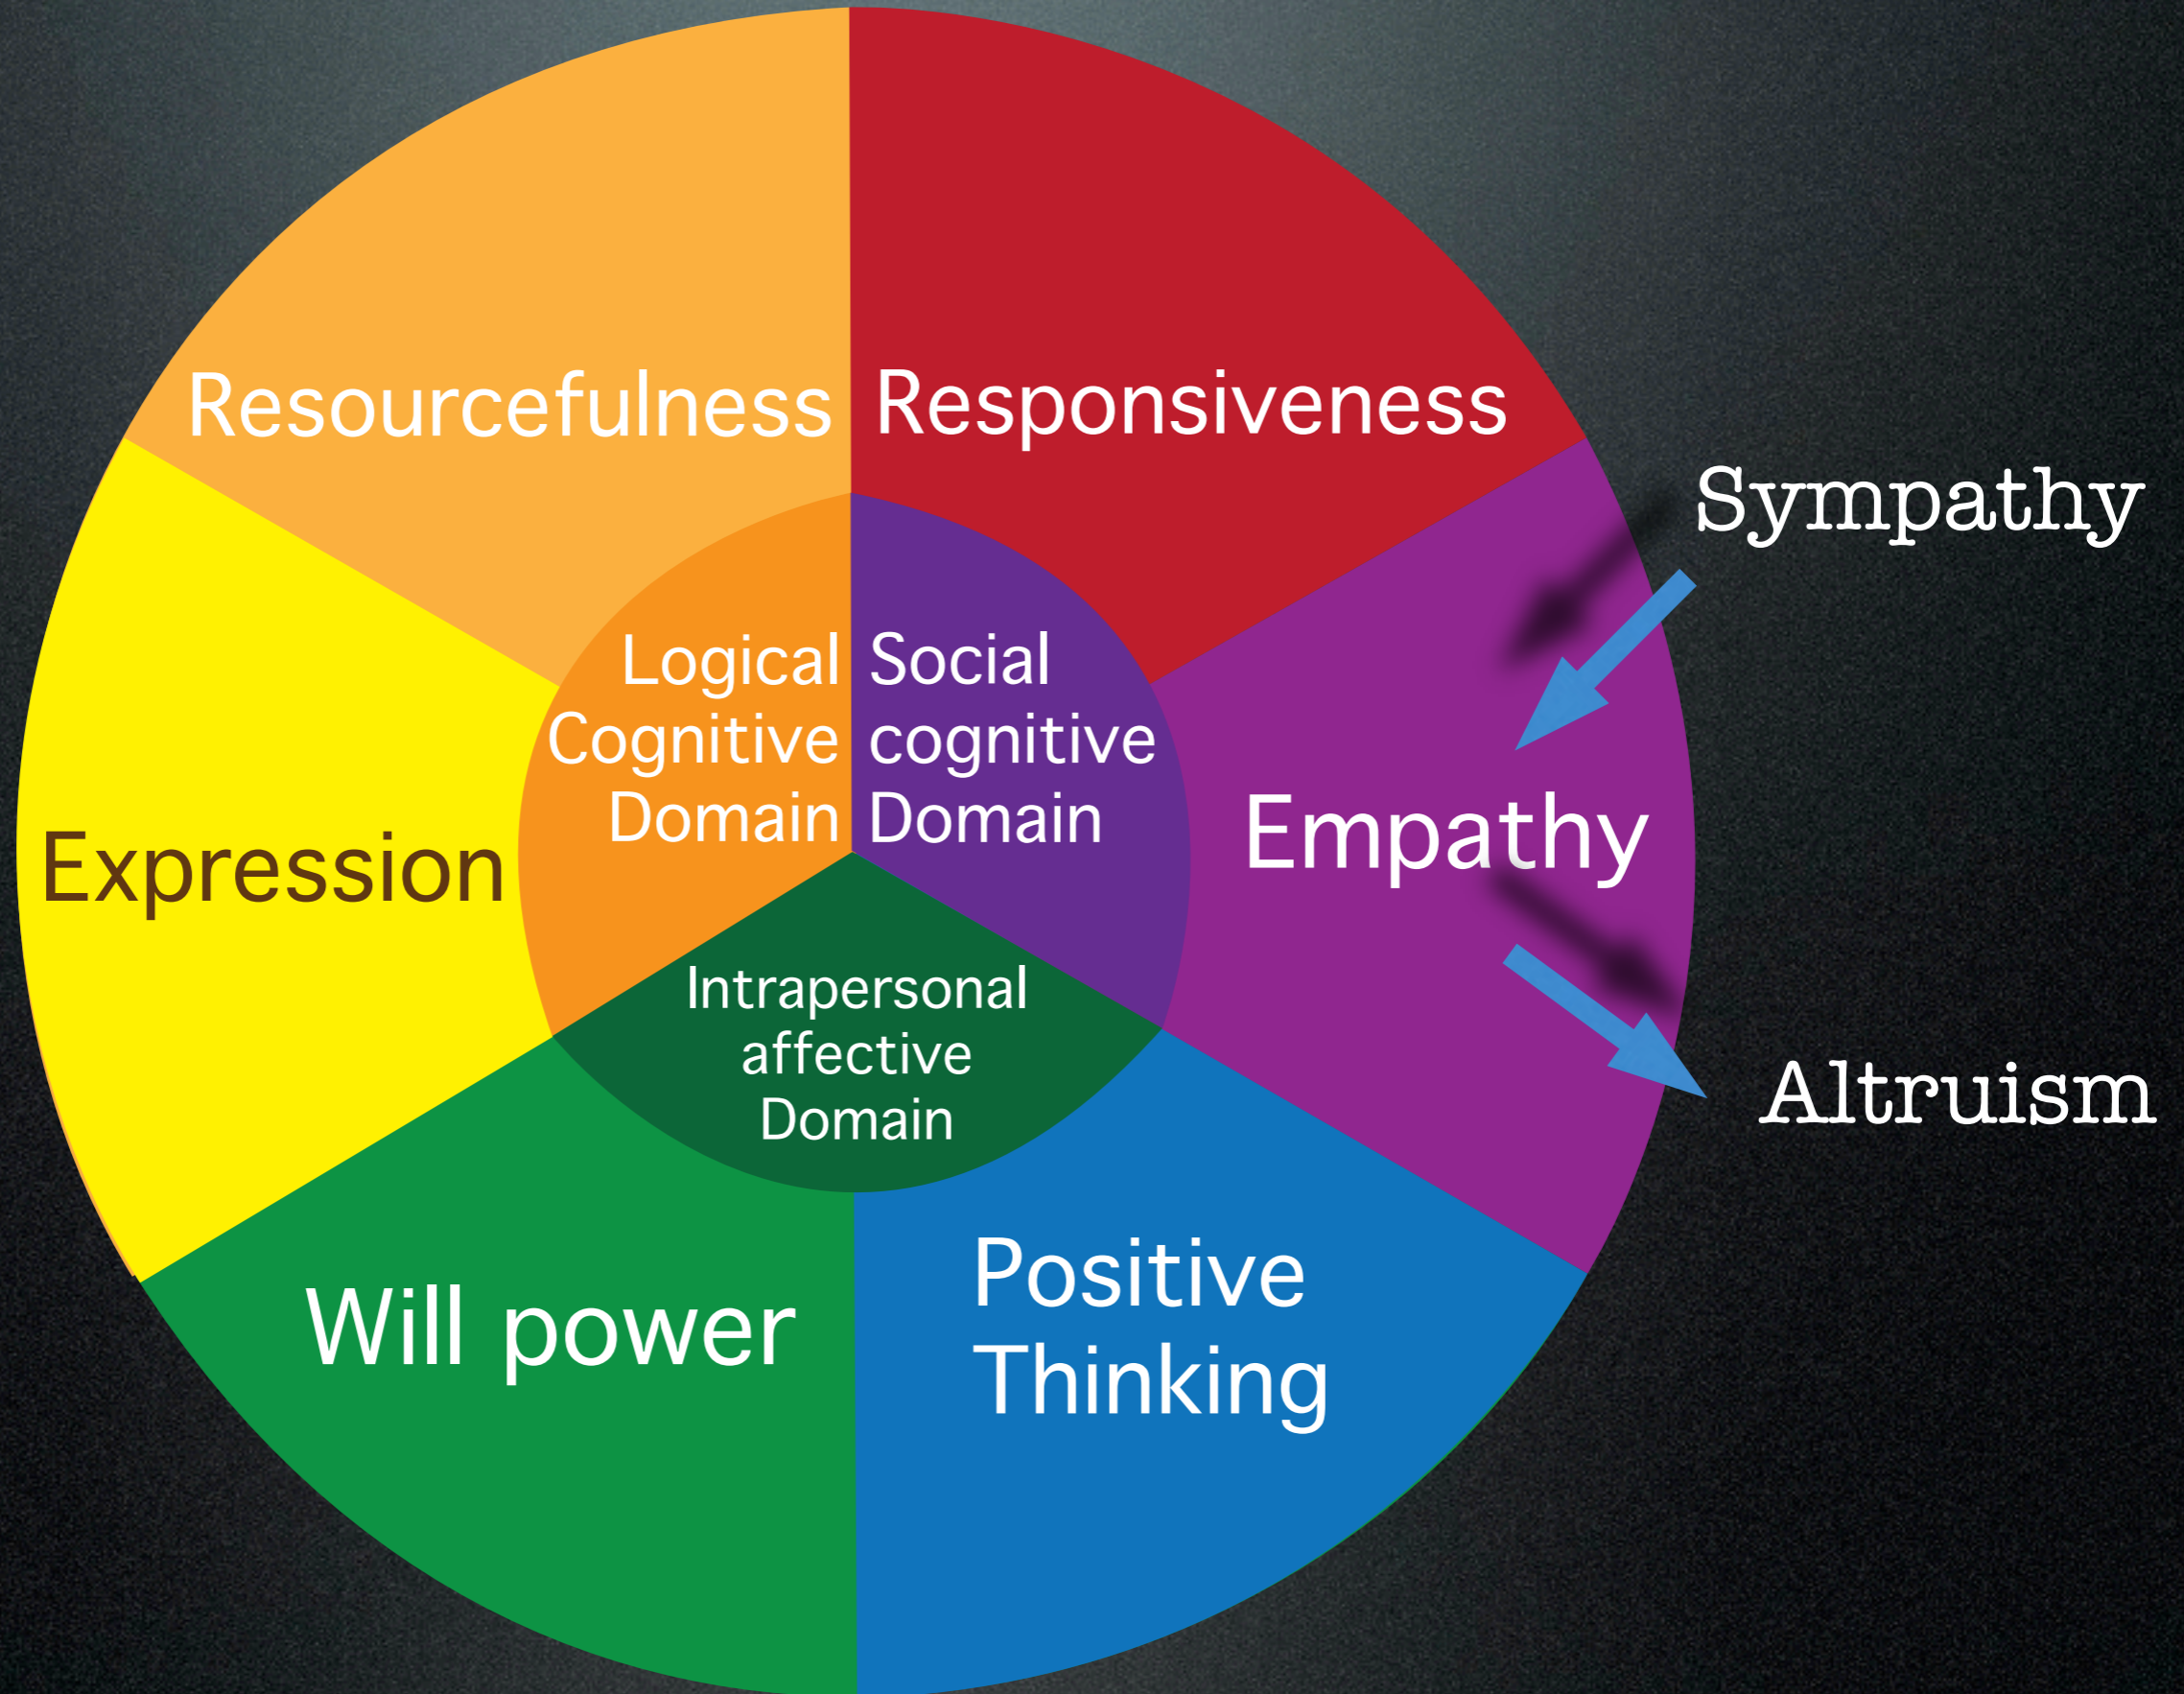 Resourcefulness
Responsiveness
Sympathy
Logical
Cognitive
Domain
Social
cognitive
Domain
Empathy
Expression
Intrapersonal
affective
Domain
Altruism
Will power
Positive
Thinking